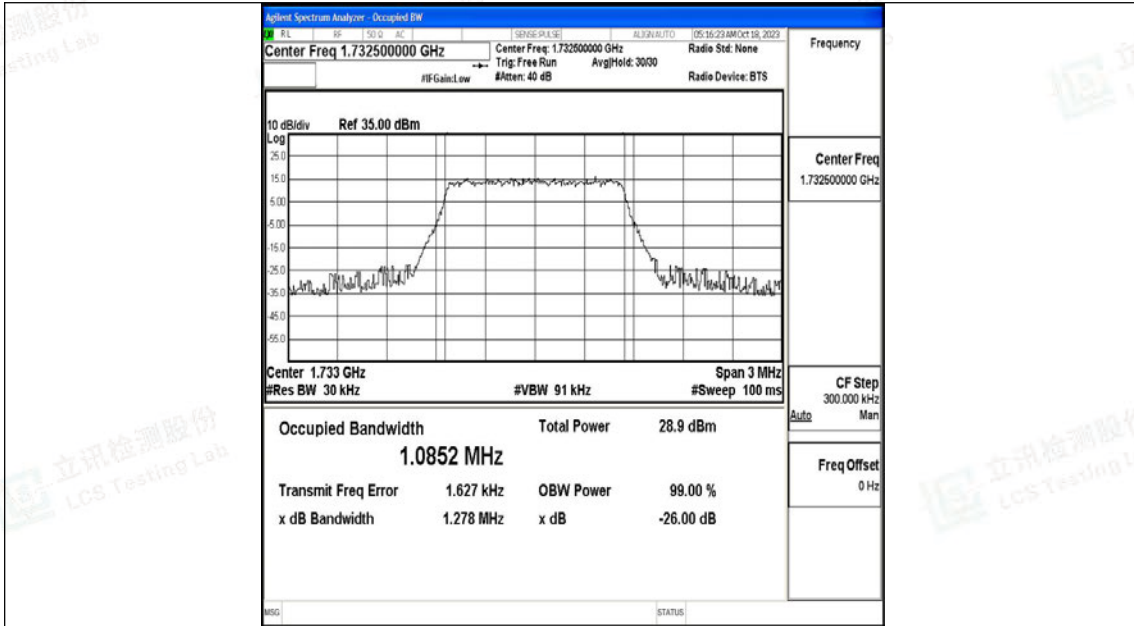 Agilent Spectrum Analyzer - Occupied BW
RL RF 50 Ω AC SENSE:PULSE ALIGNAUTO 05:16:23 AM Oct 18, 2023
Center Freq 1.732500000 GHz
Center Freq: 1.732500000 GHz
Radio Std: None
Trig: Free Run Avg|Hold: 30/30
#IFGain:Low
#Atten: 40 dB
Radio Device: BTS
Frequency
10 dB/div Ref 35.00 dBm
Log
25.0
15.0
5.00
-5.00
-15.0
-25.0
-35.0
-45.0
-55.0
Center 1.733 GHz Span 3 MHz
#Res BW 30 kHz #VBW 91 kHz #Sweep 100 ms
Occupied Bandwidth Total Power 28.9 dBm
1.0852 MHz
Transmit Freq Error 1.627 kHz OBW Power 99.00 %
x dB Bandwidth 1.278 MHz x dB -26.00 dB
Center Freq
1.732500000 GHz
CF Step
300.000 kHz
Auto Man
Freq Offset
0 Hz
MSG STATUS
立讯检测股份
LCS Testing Lab